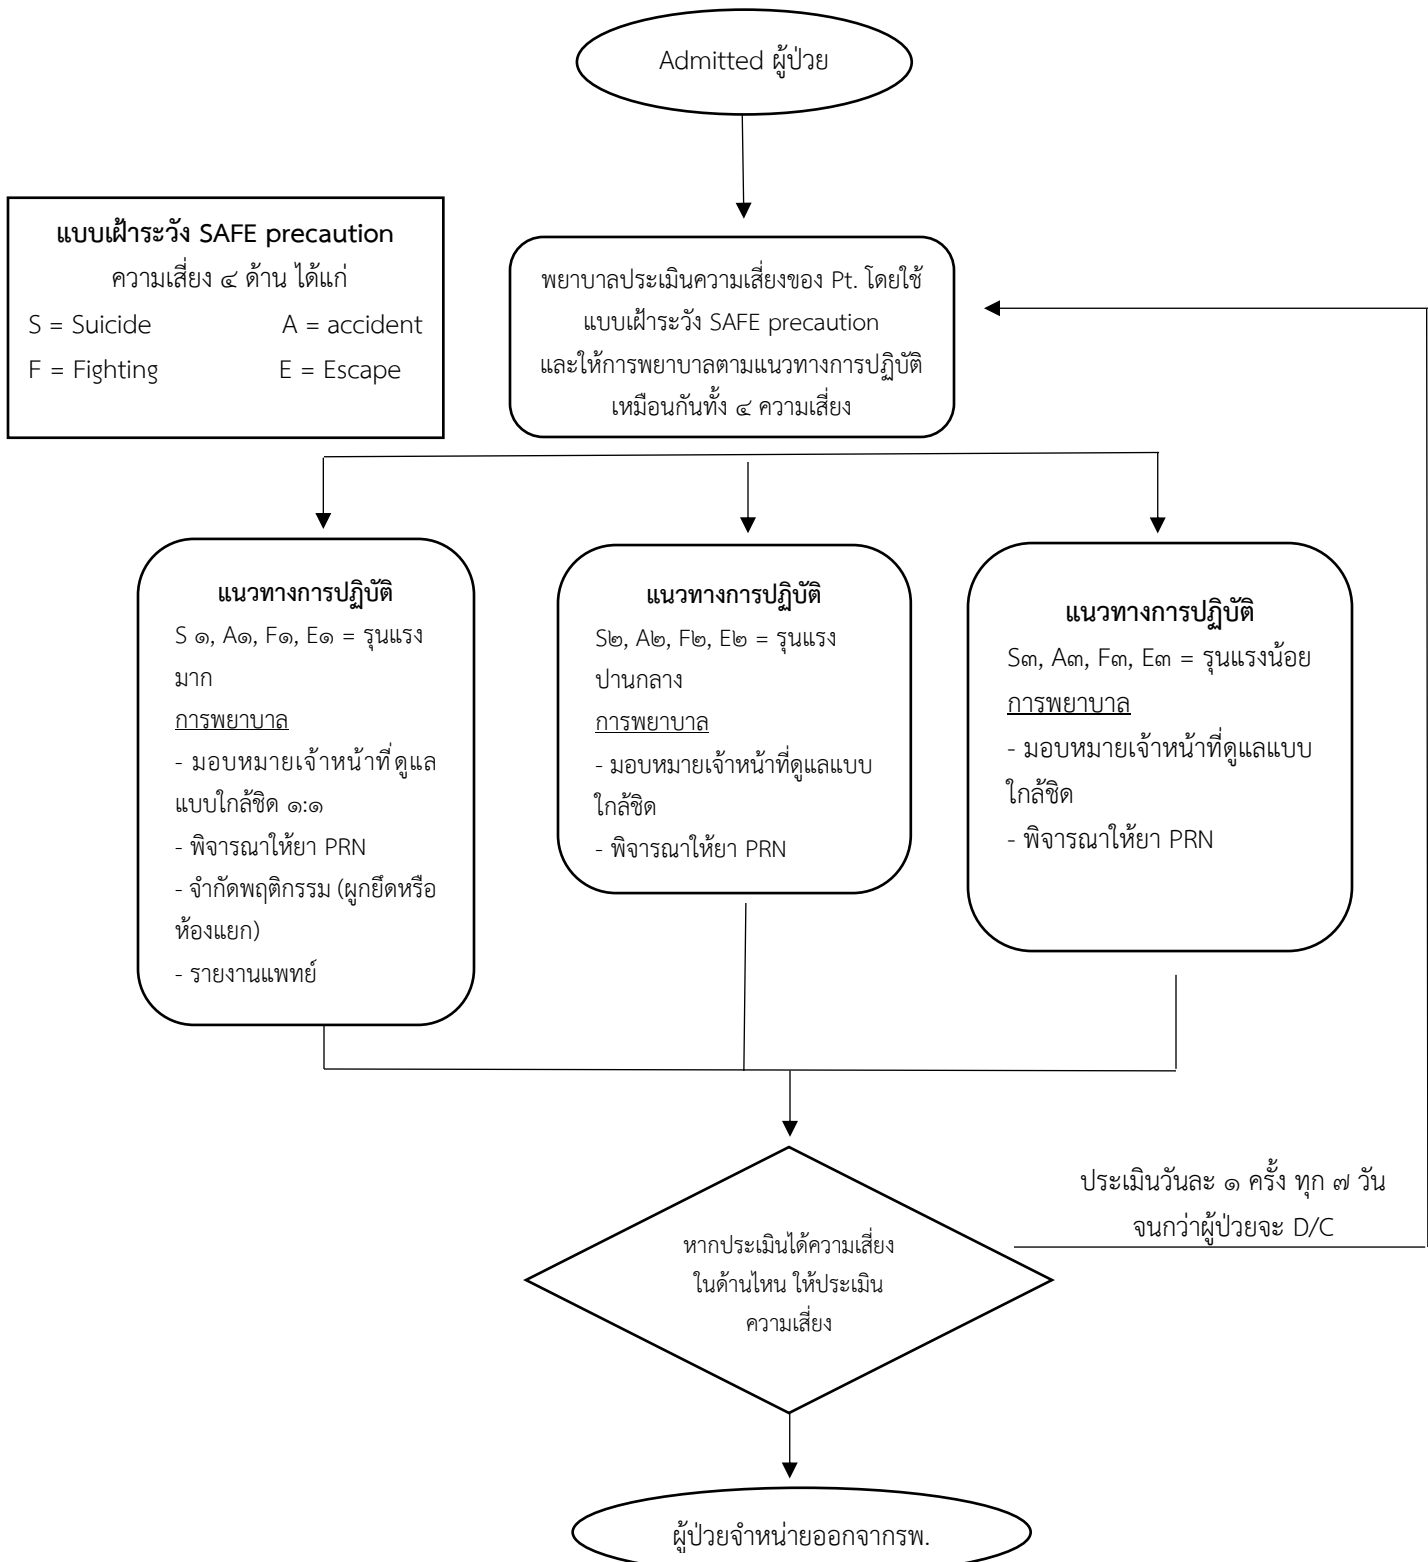 Admitted ผู้ป่วย
แบบเฝ้าระวัง SAFE precaution
ความเสี่ยง ๔ ด้าน ได้แก่
S = Suicide A = accident
F = Fighting E = Escape
พยาบาลประเมินความเสี่ยงของ Pt. โดยใช้
แบบเฝ้าระวัง SAFE precaution
และให้การพยาบาลตามแนวทางการปฏิบัติ
เหมือนกันทั้ง ๔ ความเสี่ยง
แนวทางการปฏิบัติ
S ๑, A๑, F๑, E๑ = รุนแรง
มาก
การพยาบาล
- มอบหมายเจ้าหน้าที่ดูแล
แบบใกล้ชิด ๑:๑
- พิจารณาให้ยา PRN
- จำกัดพฤติกรรม (ผูกยึดหรือ
ห้องแยก)
- รายงานแพทย์
แนวทางการปฏิบัติ
S๒, A๒, F๒, E๒ = รุนแรง
ปานกลาง
การพยาบาล
- มอบหมายเจ้าหน้าที่ดูแลแบบ
ใกล้ชิด
- พิจารณาให้ยา PRN
แนวทางการปฏิบัติ
S๓, A๓, F๓, E๓ = รุนแรงน้อย
การพยาบาล
- มอบหมายเจ้าหน้าที่ดูแลแบบ
ใกล้ชิด
- พิจารณาให้ยา PRN
หากประเมินได้ความเสี่ยง
ในด้านไหน ให้ประเมิน
ความเสี่ยง
ประเมินวันละ ๑ ครั้ง ทุก ๗ วัน
จนกว่าผู้ป่วยจะ D/C
ผู้ป่วยจำหน่ายออกจากรพ.